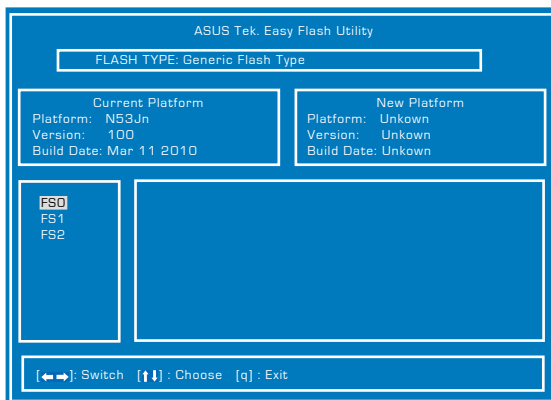 ASUS Tek. Easy Flash Utility
FLASH TYPE: Generic Flash Type
Current Platform
Platform: N53Jn
Version: 100
Build Date: Mar 11 2010
New Platform
Platform: Unkown
Version: Unkown
Build Date: Unkown
FS0
FS1
FS2
[←→]: Switch [↑↓] : Choose [q] : Exit